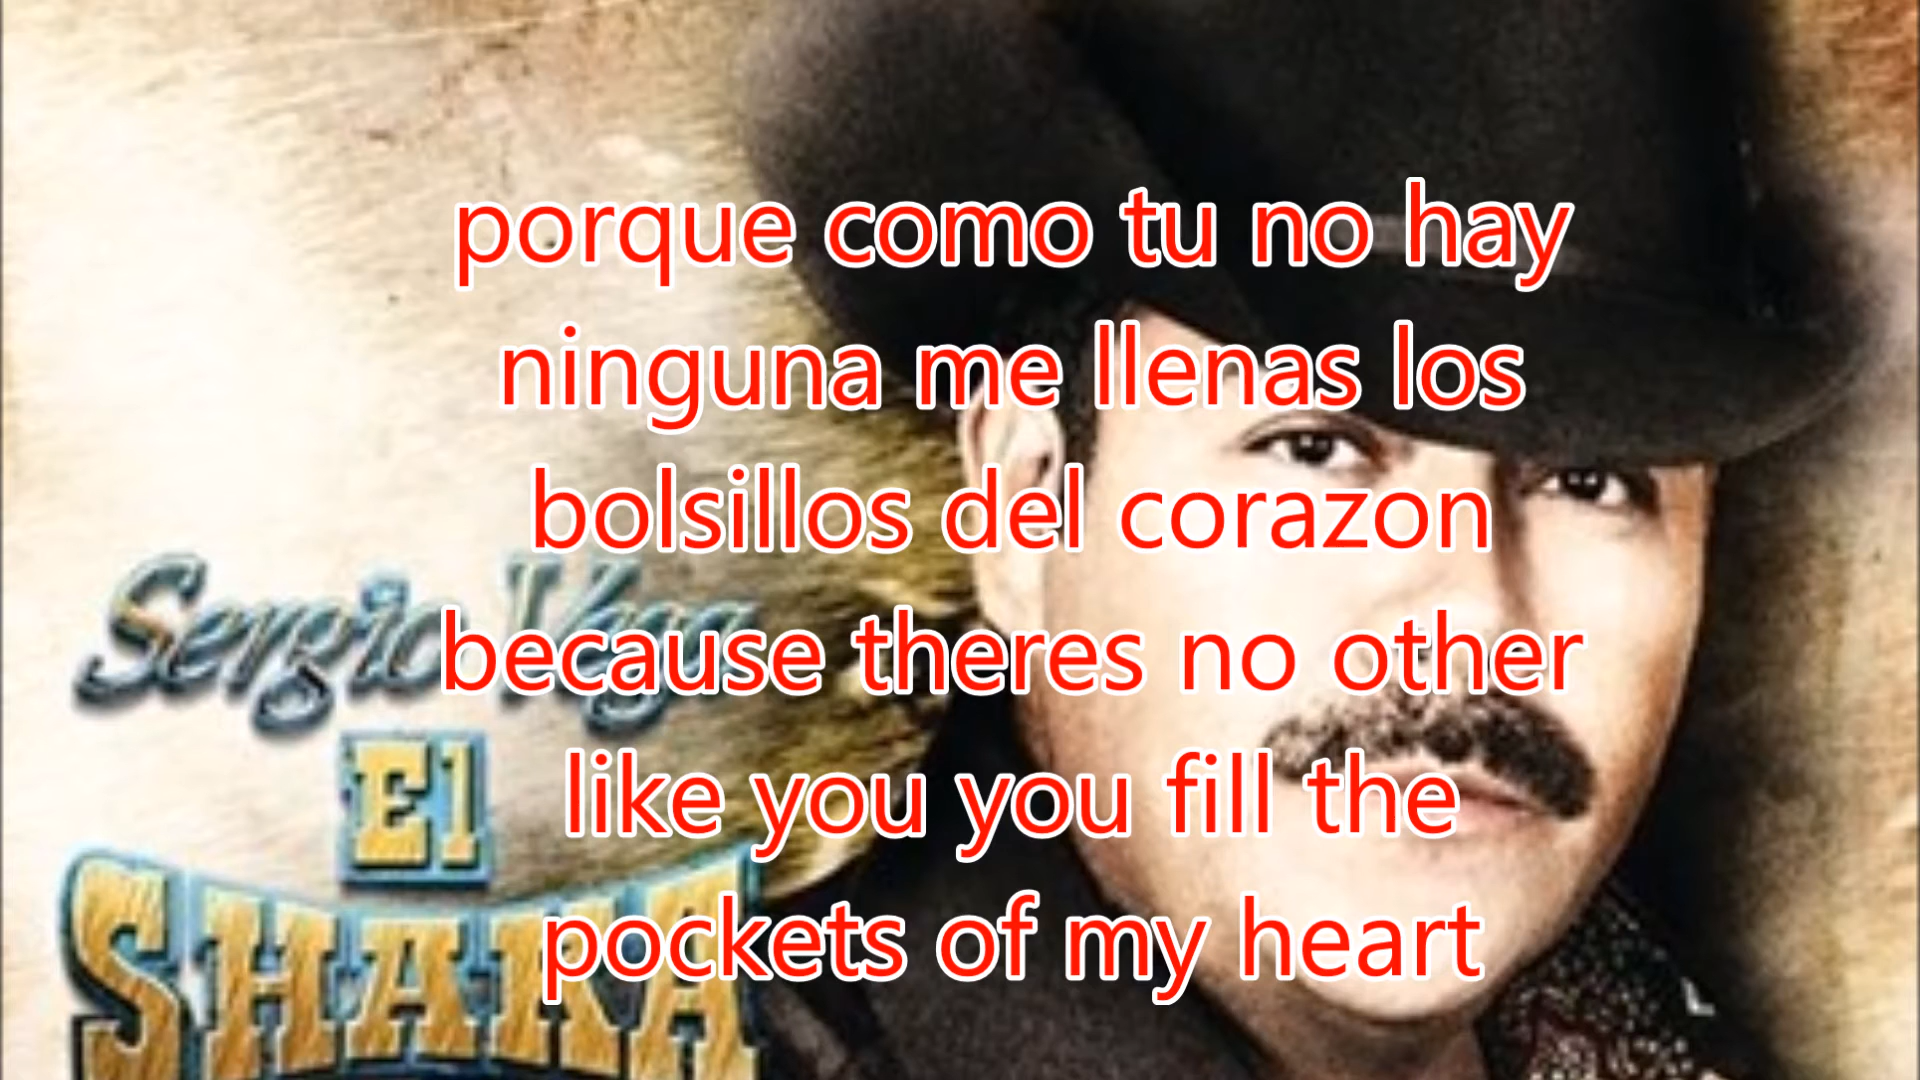 porque como tu no hay
ninguna me llenas los
bolsillos del corazon
because theres no other
like you you fill the
pockets of my heart
Sergio Vega
El
SHAKA